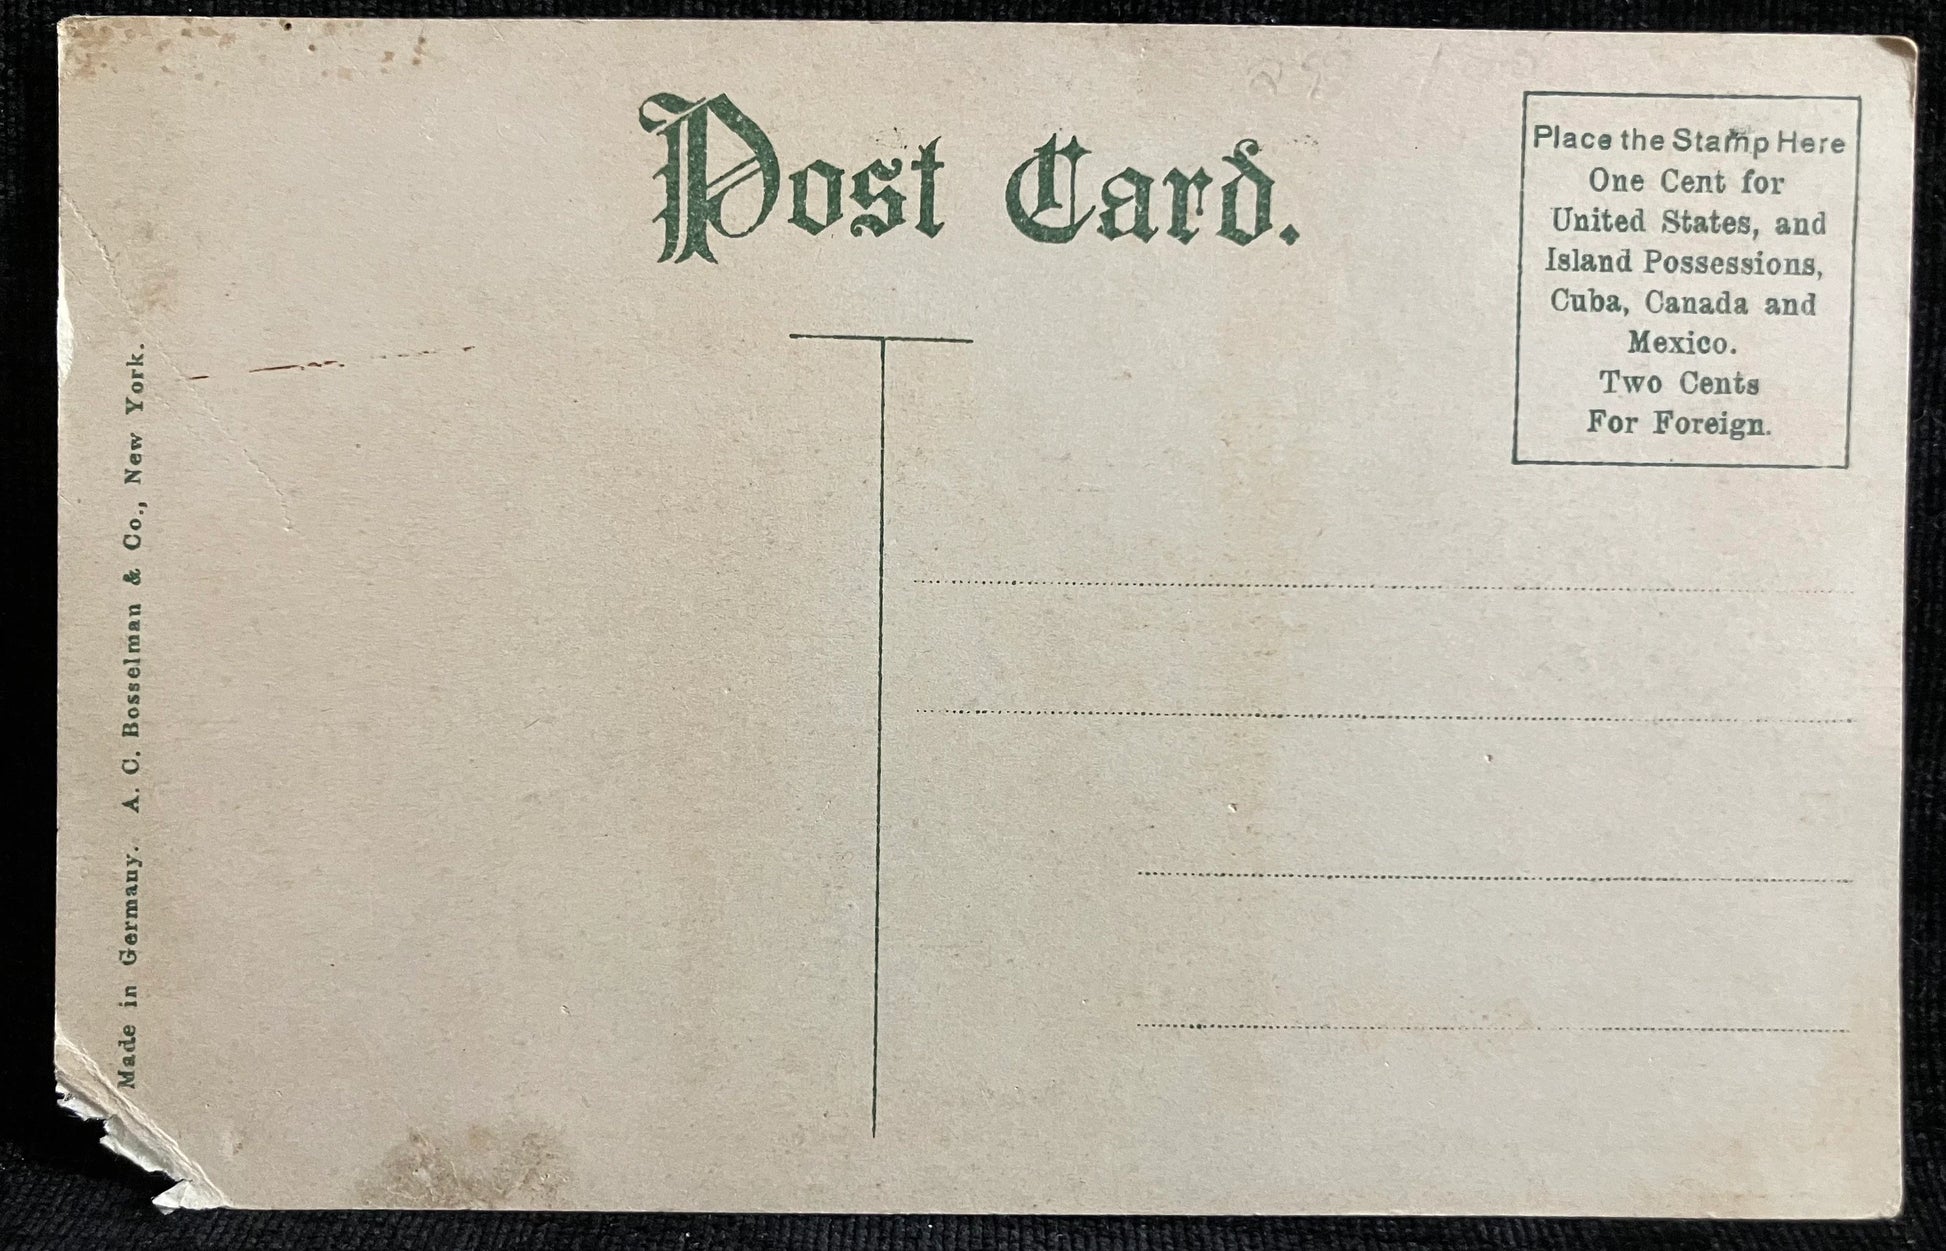 Post Card.
Place the Stamp Here
One Cent for
United States, and
Island Possessions,
Cuba, Canada and
Mexico.
Two Cents
For Foreign.
Made in Germany. A. C. Bosselman & Co., New York.